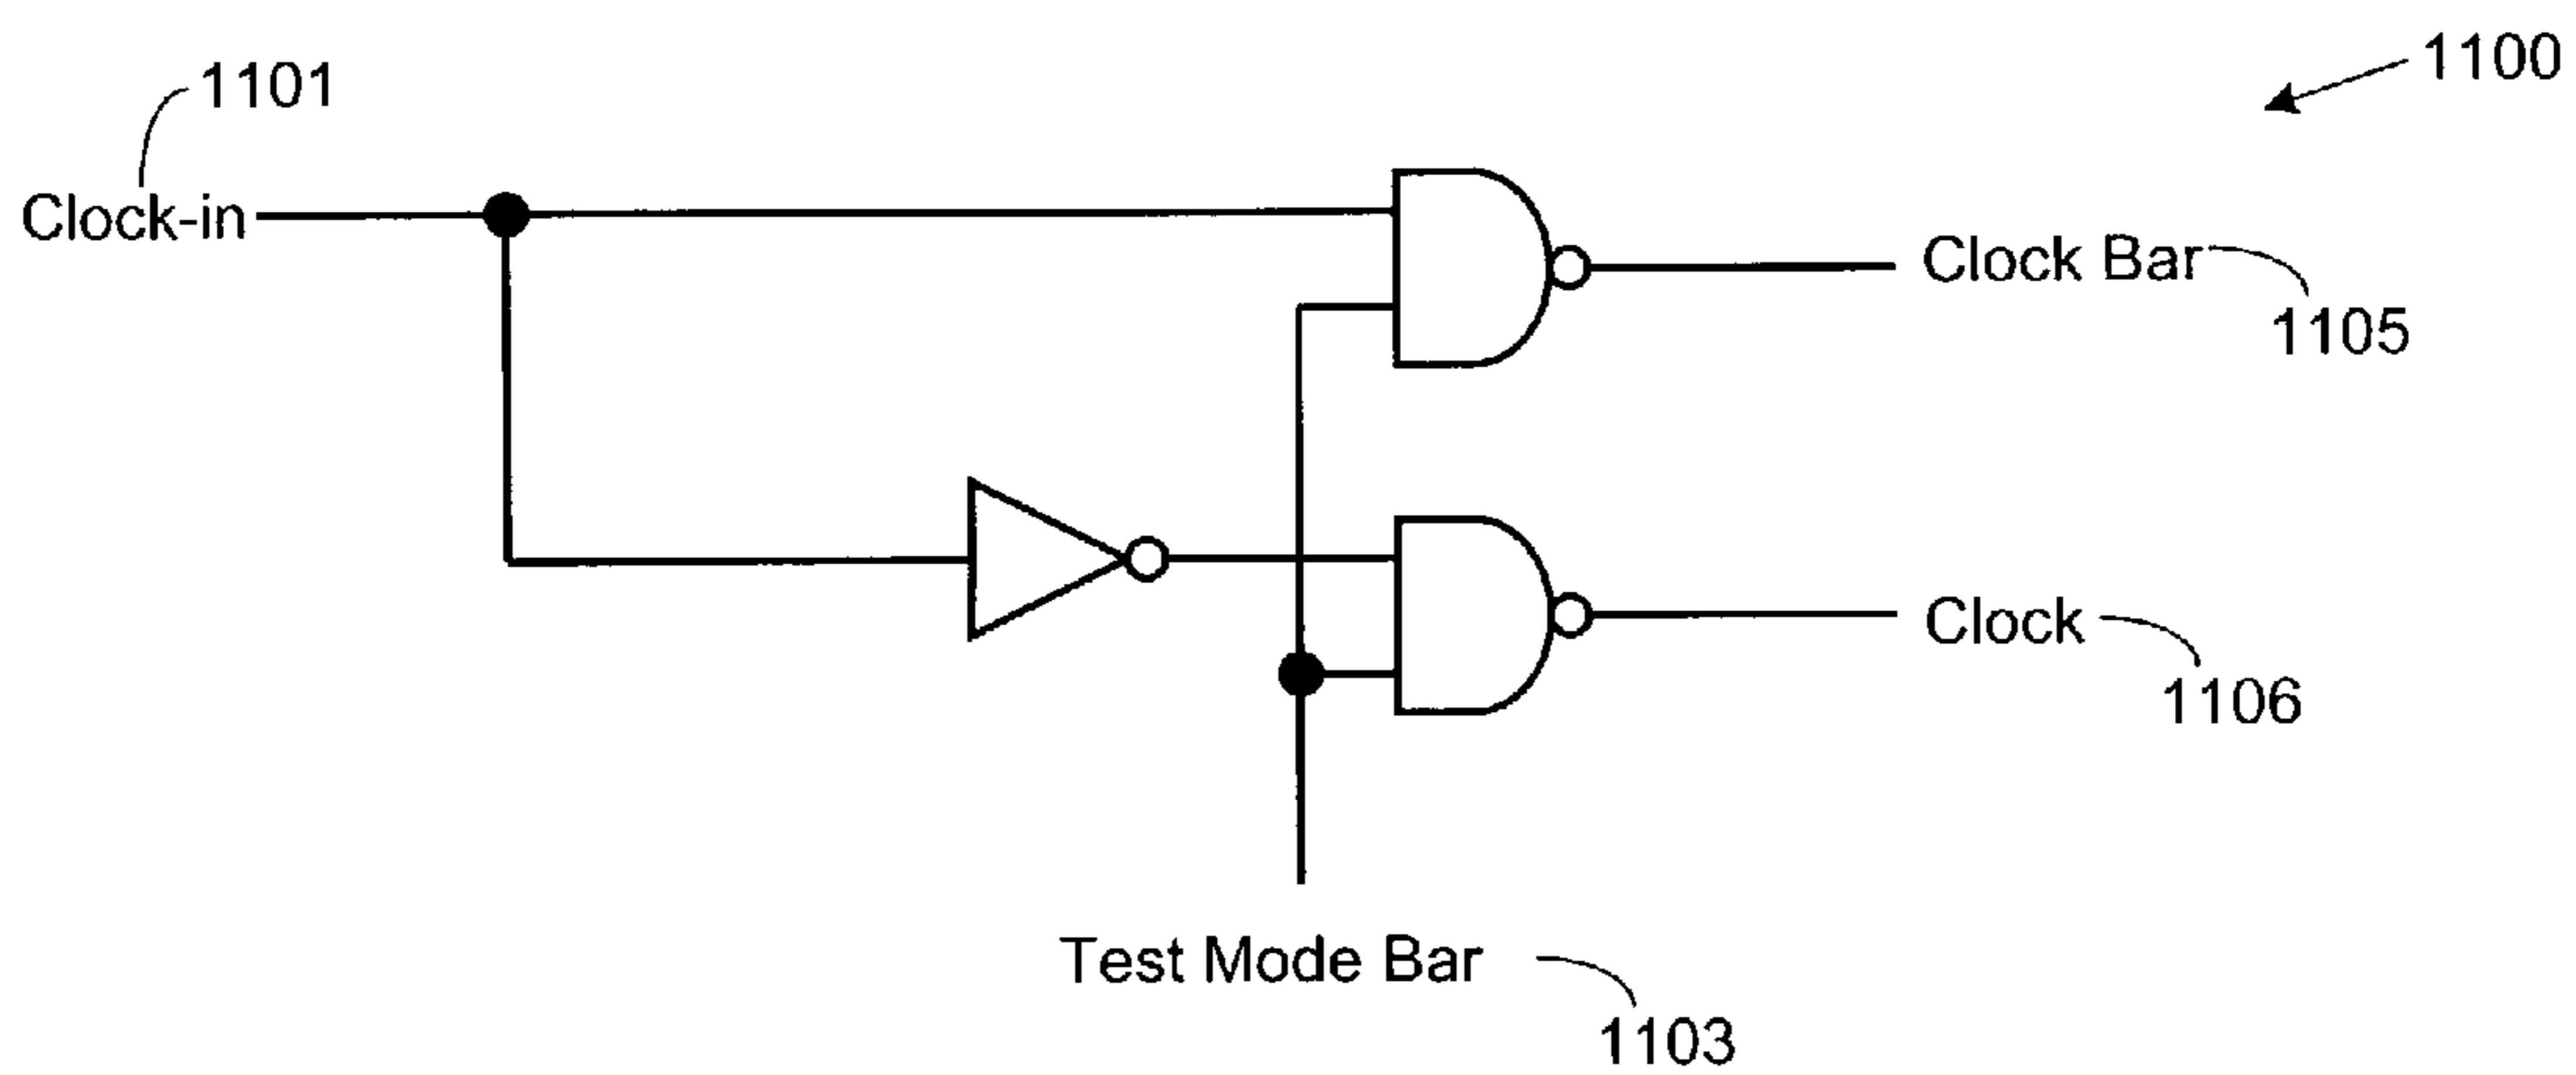 1100
1101
Clock-in
Clock Bar
1105
Clock
1106
Test Mode Bar
1103